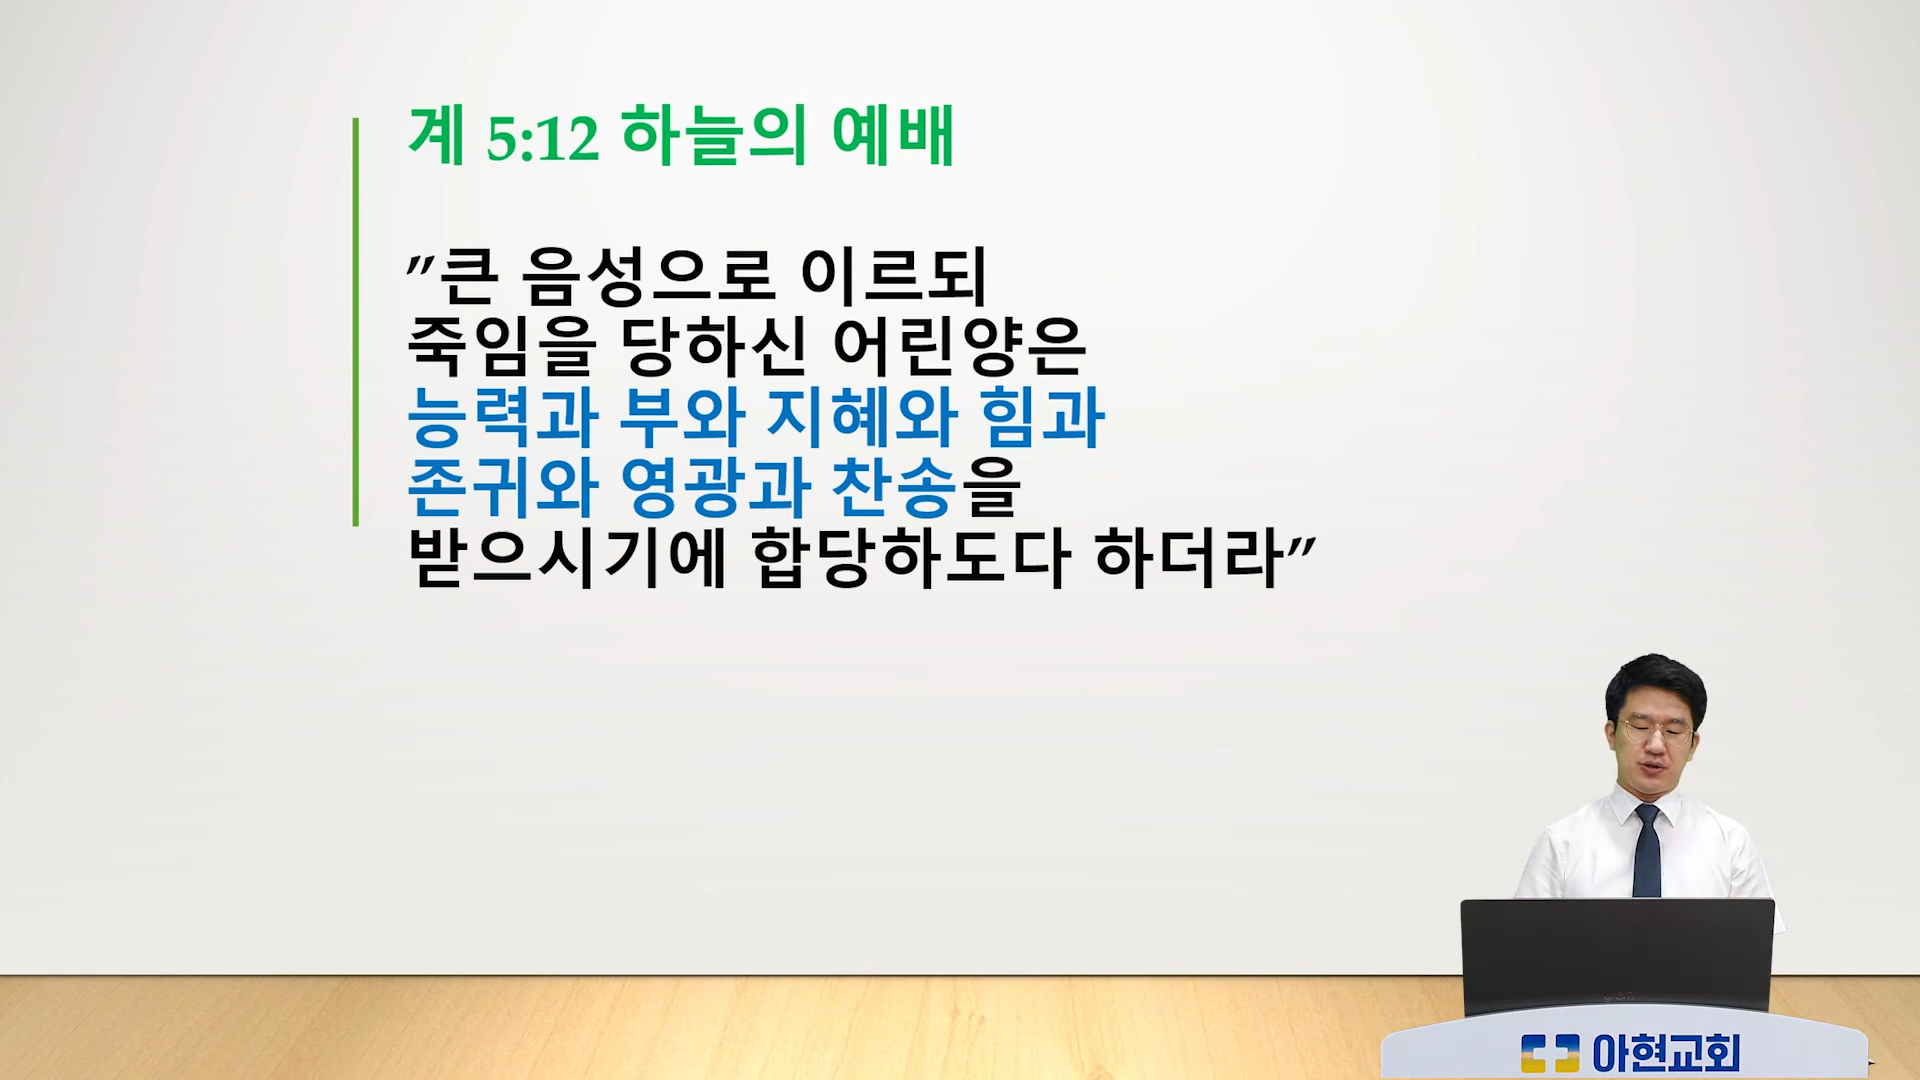 계 5:12 하늘의 예배
"큰 음성으로 이르되
죽임을 당하신 어린양은
능력과 부와 지혜와 힘과
존귀와 영광과 찬송을
받으시기에 합당하도다 하더라"
아현교회